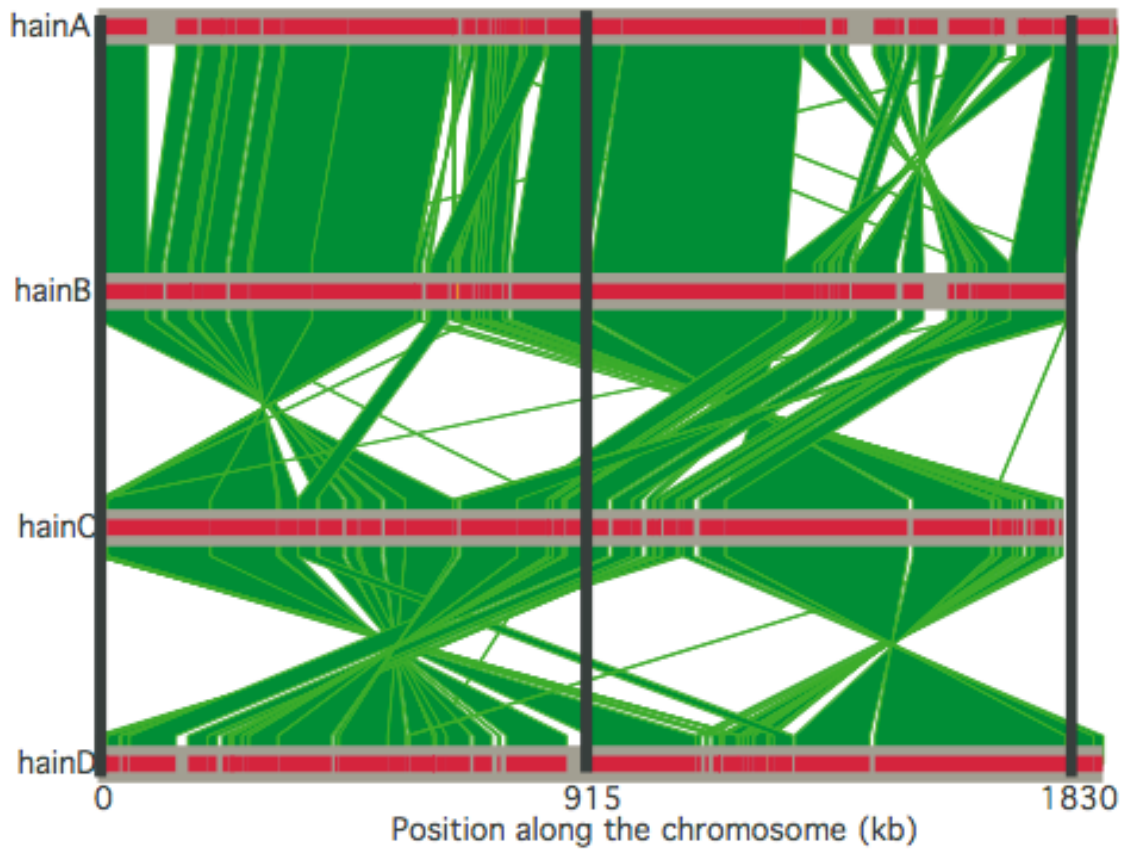 hainA
hainB
hainC
hainD
0 915 1830
Position along the chromosome (kb)